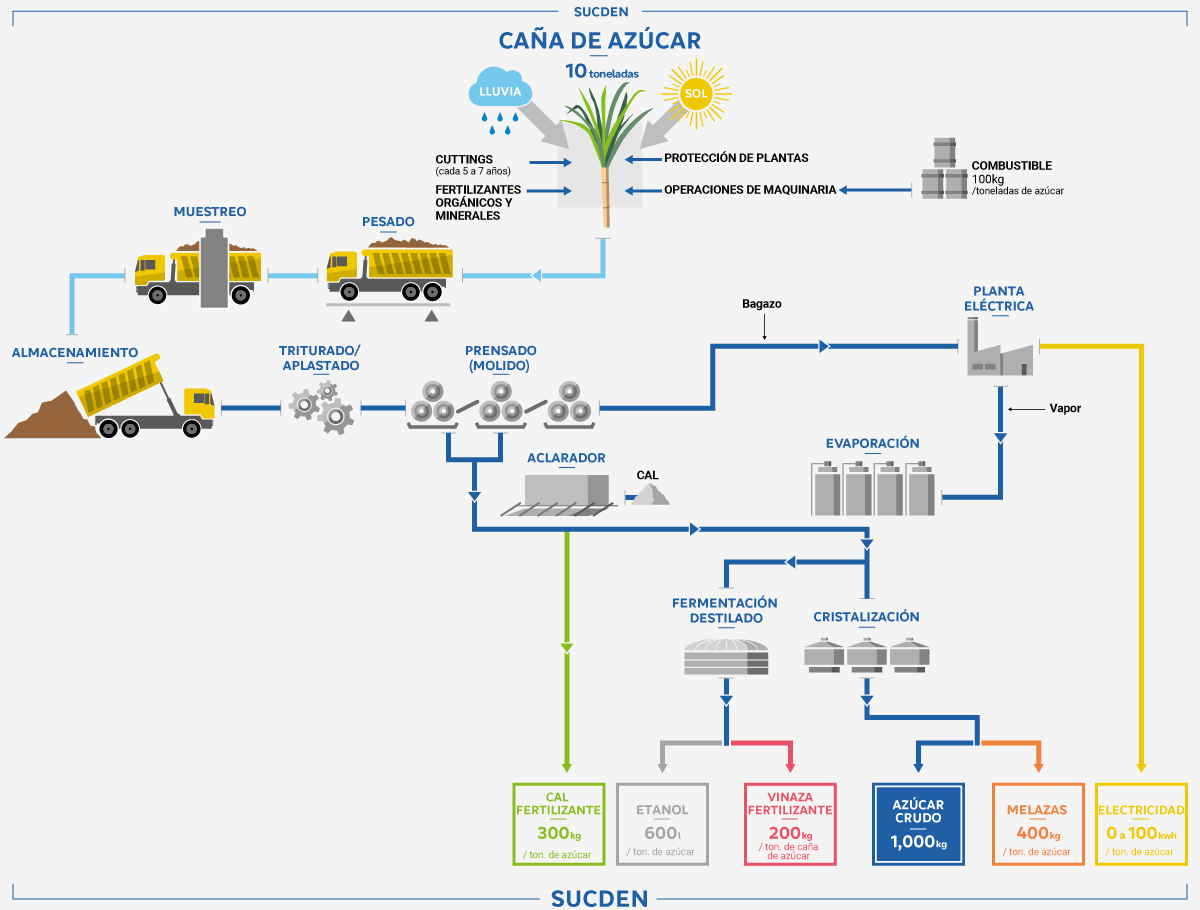 SUCDEN
CAÑA DE AZÚCAR
10 toneladas
LLUVIA
SOL
CUTTINGS
(cada 5 a 7 años)
FERTILIZANTES
ORGÁNICOS Y
MINERALES
PROTECCIÓN DE PLANTAS
OPERACIONES DE MAQUINARIA
COMBUSTIBLE
100kg
/toneladas de azúcar
MUESTREO
PESADO
ALMACENAMIENTO
TRITURADO/
APLASTADO
PRENSADO
(MOLIDO)
Bagazo
PLANTA
ELÉCTRICA
Vapor
EVAPORACIÓN
ACLARADOR
CAL
FERMENTACIÓN
DESTILADO
CRISTALIZACIÓN
CAL
FERTILIZANTE
300kg
/ ton. de azúcar
ETANOL
600l
/ ton. de azúcar
VINAZA
FERTILIZANTE
200kg
/ ton. de caña
de azúcar
AZÚCAR
CRUDO
1,000kg
MELAZAS
400kg
/ ton. de azúcar
ELECTRICIDAD
0 a 100kwh
/ ton. de azúcar
SUCDEN